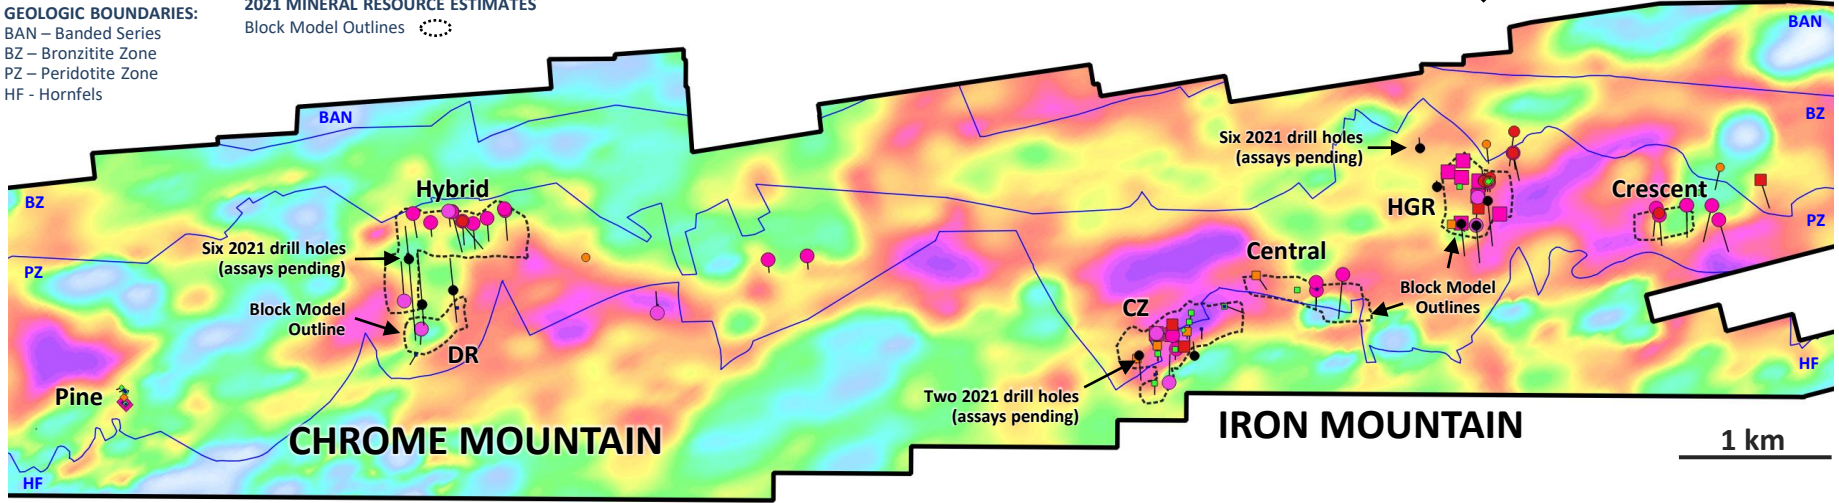 2021 MINERAL RESOURCE ESTIMATES
Block Model Outlines
GEOLOGIC BOUNDARIES:
BAN – Banded Series
BZ – Bronzitite Zone
PZ – Peridotite Zone
HF - Hornfels
BAN
BAN
BZ
BZ
PZ
PZ
HF
HF
Hybrid
Six 2021 drill holes
(assays pending)
Block Model
Outline
DR
Pine
CHROME MOUNTAIN
Six 2021 drill holes
(assays pending)
HGR
Crescent
Central
Block Model
Outlines
CZ
Two 2021 drill holes
(assays pending)
IRON MOUNTAIN
1 km